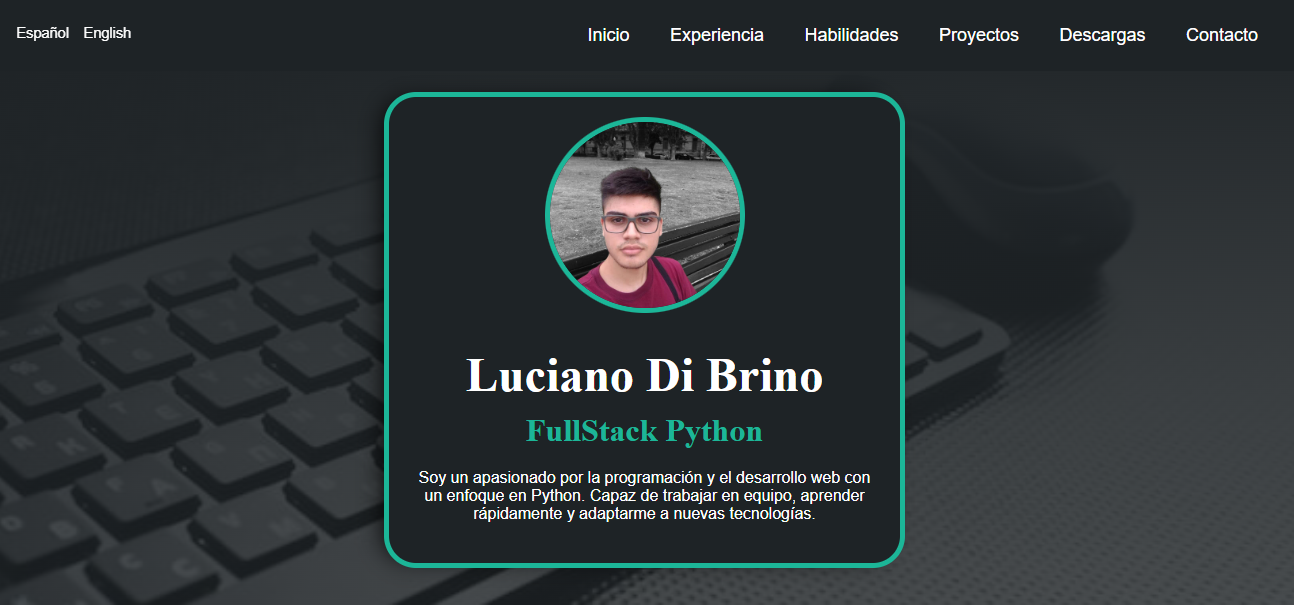 Español English
Inicio Experiencia Habilidades Proyectos Descargas Contacto
Luciano Di Brino
FullStack Python
Soy un apasionado por la programación y el desarrollo web con
un enfoque en Python. Capaz de trabajar en equipo, aprender
rápidamente y adaptarme a nuevas tecnologías.